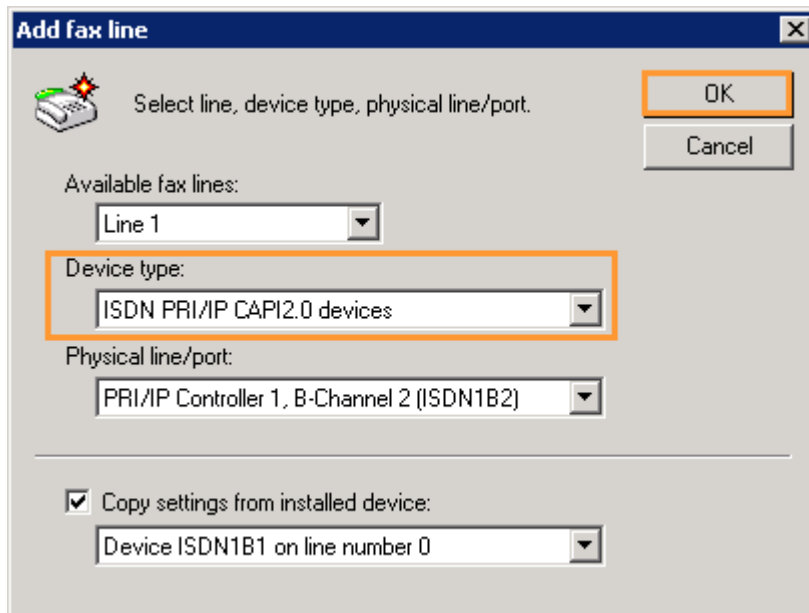 Add fax line
Select line, device type, physical line/port.
OK
Cancel
Available fax lines:
Line 1
Device type:
ISDN PRI/IP CAPI2.0 devices
Physical line/port:
PRI/IP Controller 1, B-Channel 2 (ISDN1B2)
Copy settings from installed device:
Device ISDN1B1 on line number 0